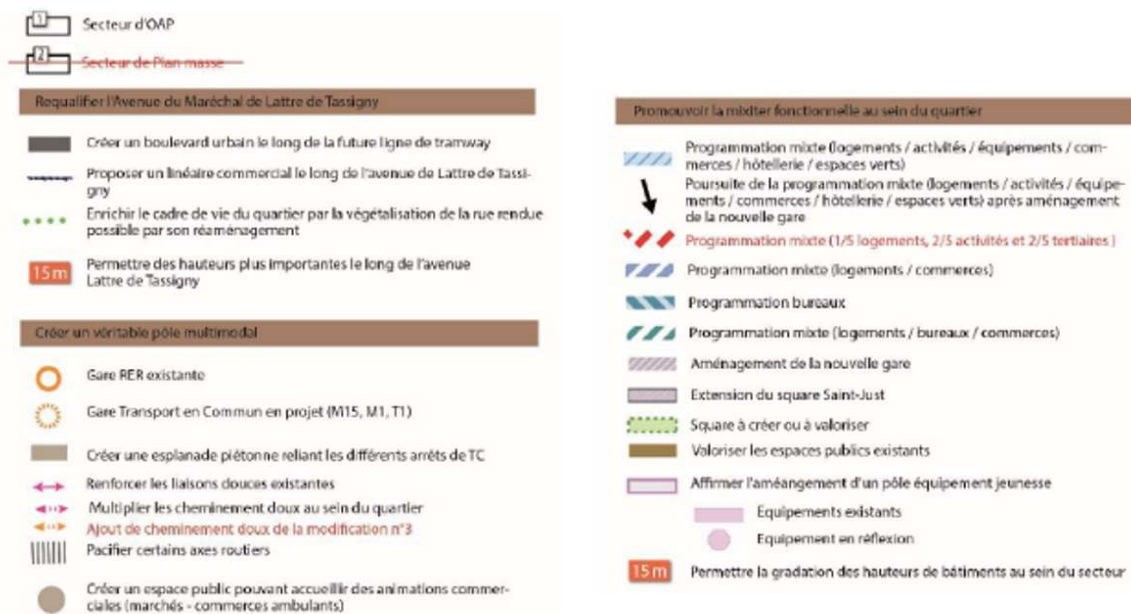 1
Secteur d'OAP
2
Secteur de Plan masse
Requalifier l'Avenue du Maréchal de Lattre de Tassigny
Créer un boulevard urbain le long de la future ligne de tramway
Proposer un linéaire commercial le long de l'avenue de Lattre de Tassi-
gny
Enrichir le cadre de vie du quartier par la végétalisation de la rue rendue
possible par son réaménagement
15 m
Permettre des hauteurs plus importantes le long de l'avenue
Lattre de Tassigny
Créer un véritable pôle multimodal
Gare RER existante
Gare Transport en Commun en projet (M15, M1, T1)
Créer une esplanade piétonne reliant les différents arrêts de TC
Renforcer les liaisons douces existantes
Multiplier les cheminement doux au sein du quartier
Ajout de cheminement doux de la modification n°3
Pacifier certains axes routiers
Créer un espace public pouvant accueillir des animations commer-
ciales (marchés - commerces ambulants)
Promouvoir la mixiter fonctionnelle au sein du quartier
Programmation mixte (logements / activités / équipements / com-
merces / hôtellerie / espaces verts)
Poursuite de la programmation mixte (logements / activités / équipe-
ments / commerces / hôtellerie / espaces verts) après aménagement
de la nouvelle gare
Programmation mixte (1/5 logements, 2/5 activités et 2/5 tertiaires )
Programmation mixte (logements / commerces)
Programmation bureaux
Programmation mixte (logements / bureaux / commerces)
Aménagement de la nouvelle gare
Extension du square Saint-Just
Square à créer ou à valoriser
Valoriser les espaces publics existants
Affirmer l'améangement d'un pôle équipement jeunesse
Equipements existants
Equipement en réflexion
15 m
Permettre la gradation des hauteurs de bâtiments au sein du secteur